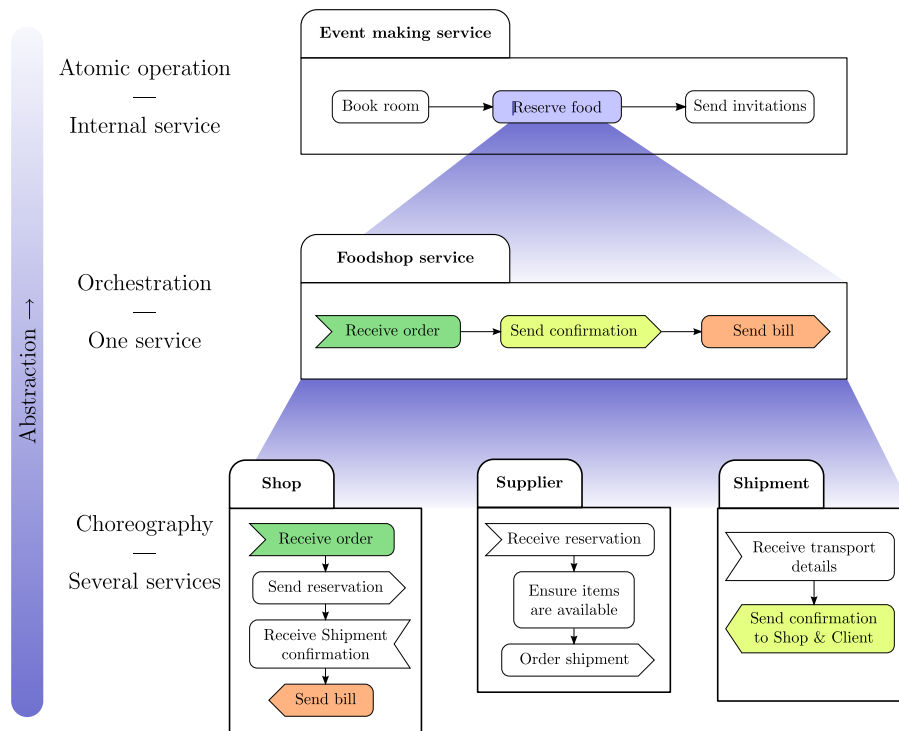 Event making service
Atomic operation
—
Internal service
Book room
Reserve food
Send invitations
Foodshop service
Orchestration
—
One service
Receive order
Send confirmation
Send bill
Abstraction →
Choreography
—
Several services
Shop
Receive order
Send reservation
Receive Shipment
confirmation
Send bill
Supplier
Receive reservation
Ensure items
are available
Order shipment
Shipment
Receive transport
details
Send confirmation
to Shop & Client